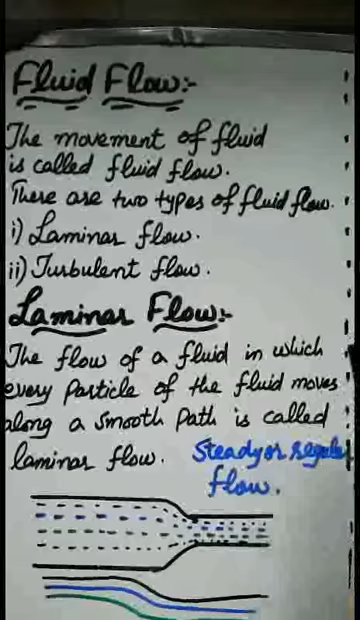 Fluid Flow:-
The movement of fluid
is called fluid flow.
There are two types of fluid flow.
i) Laminar flow.
ii) Turbulent flow.
Laminar Flow:-
The flow of a fluid in which
every Particle of the fluid moves
along a smooth Path is called
laminar flow. Steady or regular
flow.